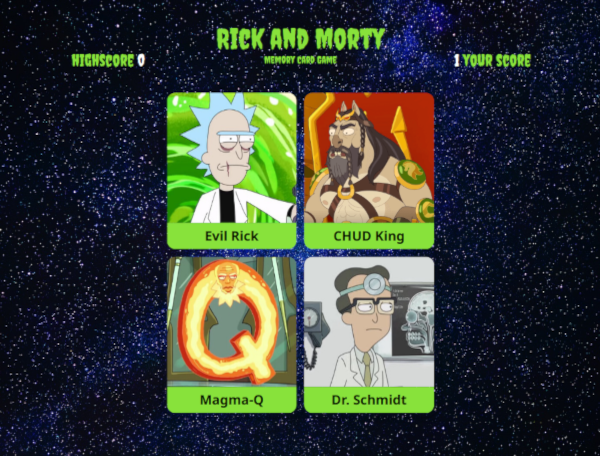 RICK AND MORTY
MEMORY CARD GAME
HIGHSCORE 0
1 YOUR SCORE
Evil Rick
CHUD King
Magma-Q
Dr. Schmidt